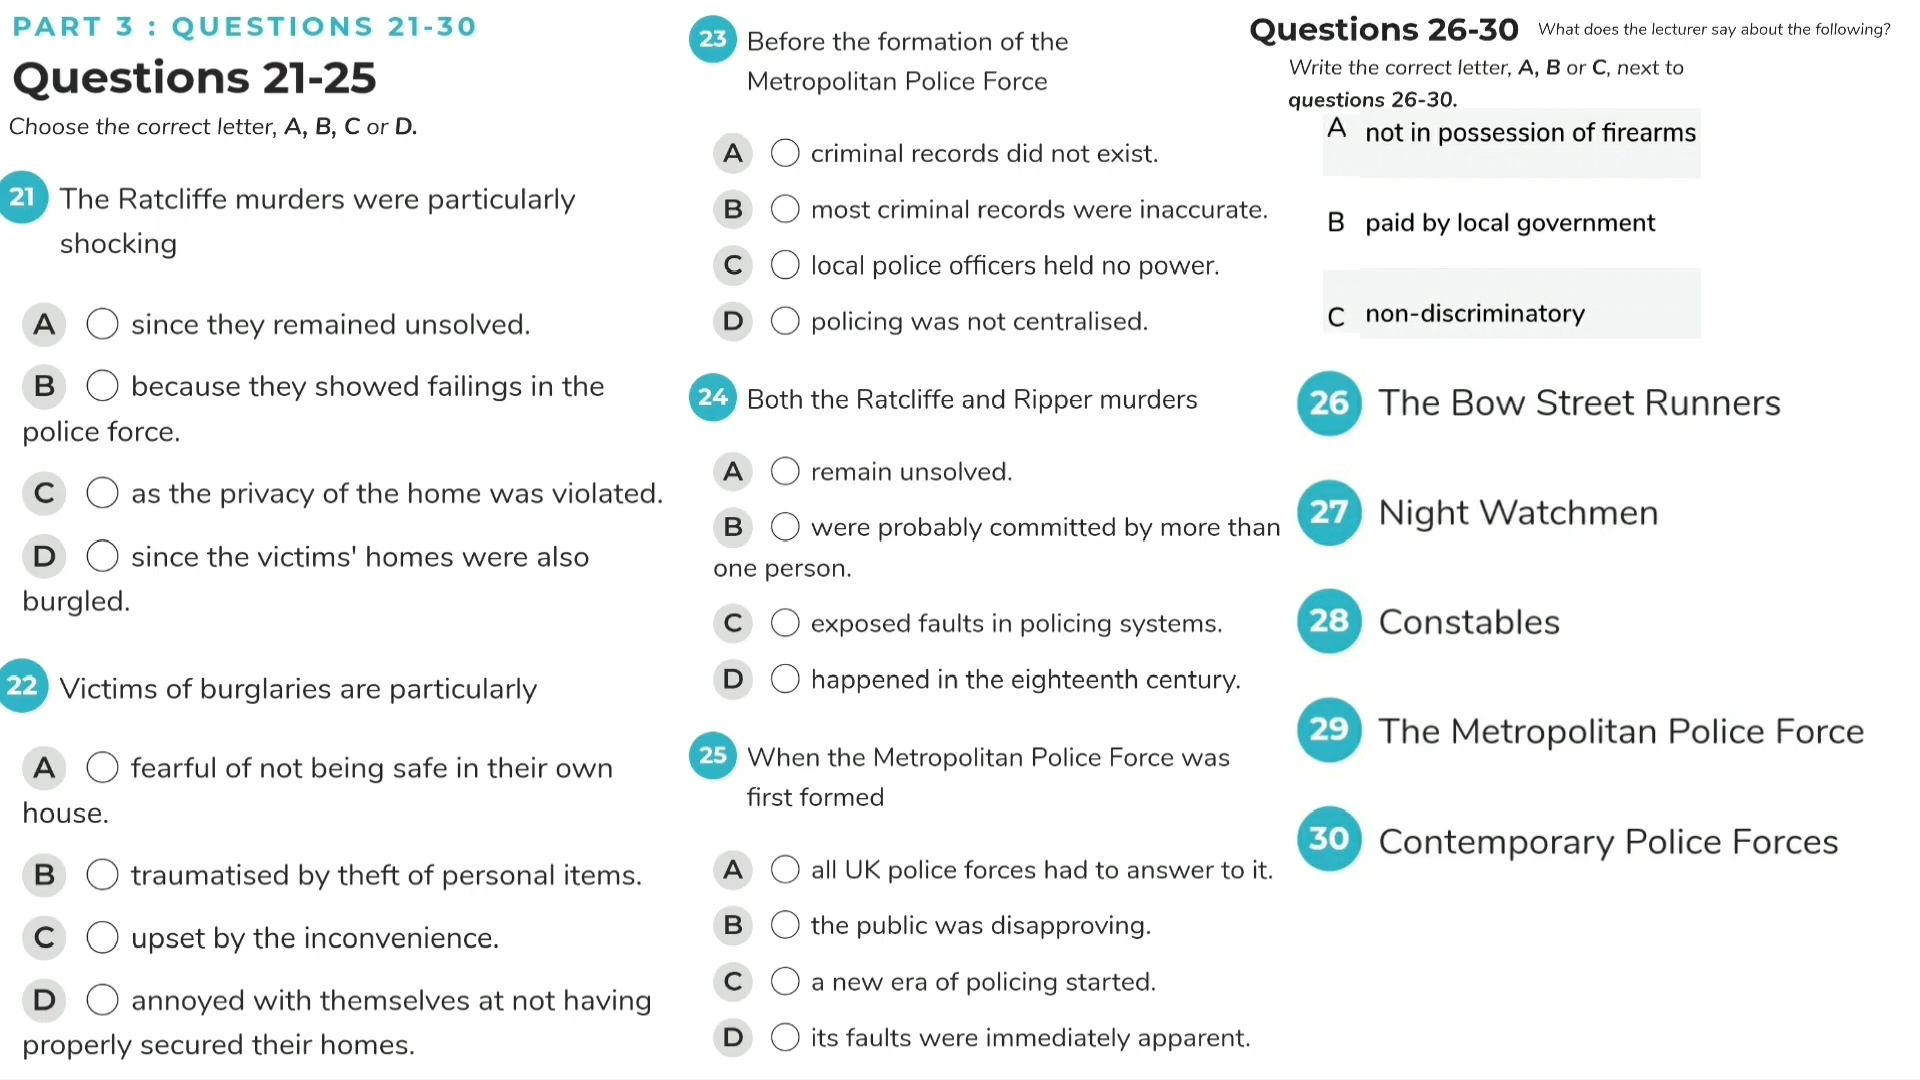 PART 3 : QUESTIONS 21-30
Questions 21-25
Choose the correct letter, A, B, C or D.
21 The Ratcliffe murders were particularly
shocking
A since they remained unsolved.
B because they showed failings in the
police force.
C as the privacy of the home was violated.
D since the victims' homes were also
burgled.
22 Victims of burglaries are particularly
A fearful of not being safe in their own
house.
B traumatised by theft of personal items.
C upset by the inconvenience.
D annoyed with themselves at not having
properly secured their homes.
23 Before the formation of the
Metropolitan Police Force
A criminal records did not exist.
B most criminal records were inaccurate.
C local police officers held no power.
D policing was not centralised.
24 Both the Ratcliffe and Ripper murders
A remain unsolved.
B were probably committed by more than
one person.
C exposed faults in policing systems.
D happened in the eighteenth century.
25 When the Metropolitan Police Force was
first formed
A all UK police forces had to answer to it.
B the public was disapproving.
C a new era of policing started.
D its faults were immediately apparent.
Questions 26-30 What does the lecturer say about the following?
Write the correct letter, A, B or C, next to
questions 26-30.
A not in possession of firearms
B paid by local government
C non-discriminatory
26 The Bow Street Runners
27 Night Watchmen
28 Constables
29 The Metropolitan Police Force
30 Contemporary Police Forces